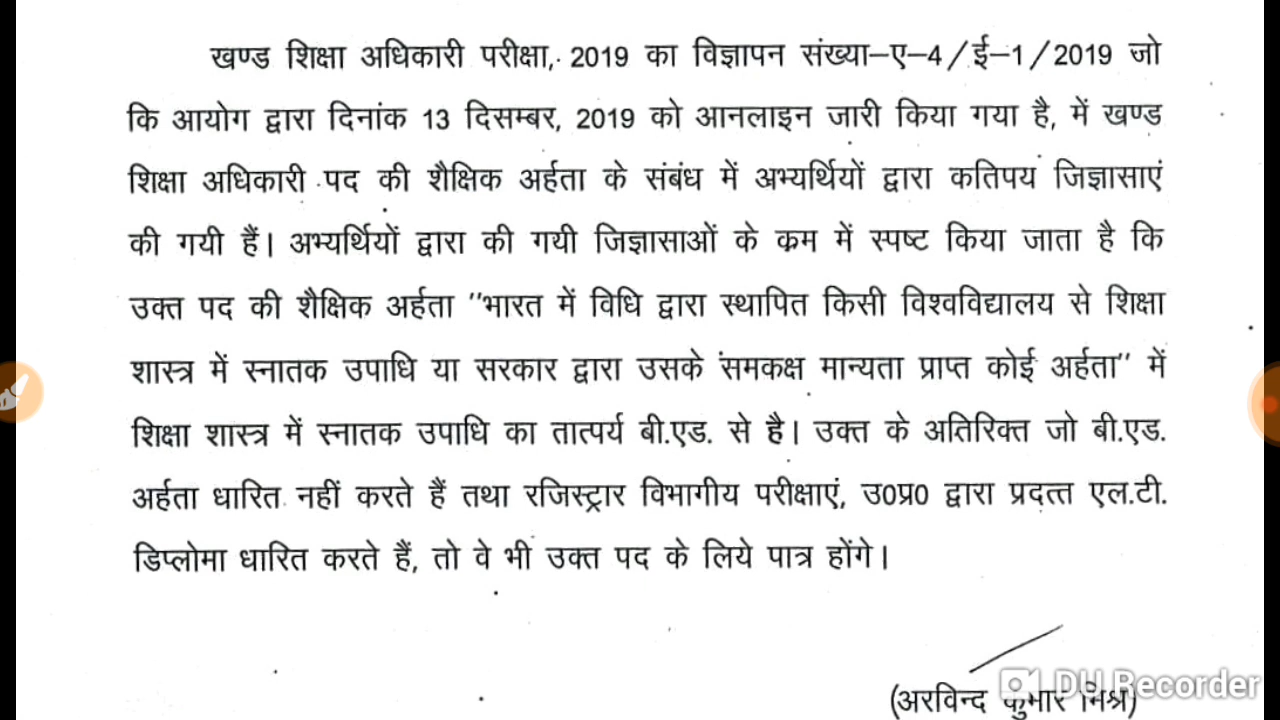 खण्ड शिक्षा अधिकारी परीक्षा, 2019 का विज्ञापन संख्या–ए–4/ई–1/2019 जो
कि आयोग द्वारा दिनांक 13 दिसम्बर, 2019 को आनलाइन जारी किया गया है, में खण्ड
शिक्षा अधिकारी पद की शैक्षिक अर्हता के संबंध में अभ्यर्थियों द्वारा कतिपय जिज्ञासाएं
की गयी हैं। अभ्यर्थियों द्वारा की गयी जिज्ञासाओं के क्रम में स्पष्ट किया जाता है कि
उक्त पद की शैक्षिक अर्हता "भारत में विधि द्वारा स्थापित किसी विश्वविद्यालय से शिक्षा
शास्त्र में स्नातक उपाधि या सरकार द्वारा उसके समकक्ष मान्यता प्राप्त कोई अर्हता" में
शिक्षा शास्त्र में स्नातक उपाधि का तात्पर्य बी.एड. से है। उक्त के अतिरिक्त जो बी.एड.
अर्हता धारित नहीं करते हैं तथा रजिस्ट्रार विभागीय परीक्षाएं, उ0प्र0 द्वारा प्रदत्त एल.टी.
डिप्लोमा धारित करते हैं, तो वे भी उक्त पद के लिये पात्र होंगे।
DU Recorder
(अरविन्द कुमार मिश्र)